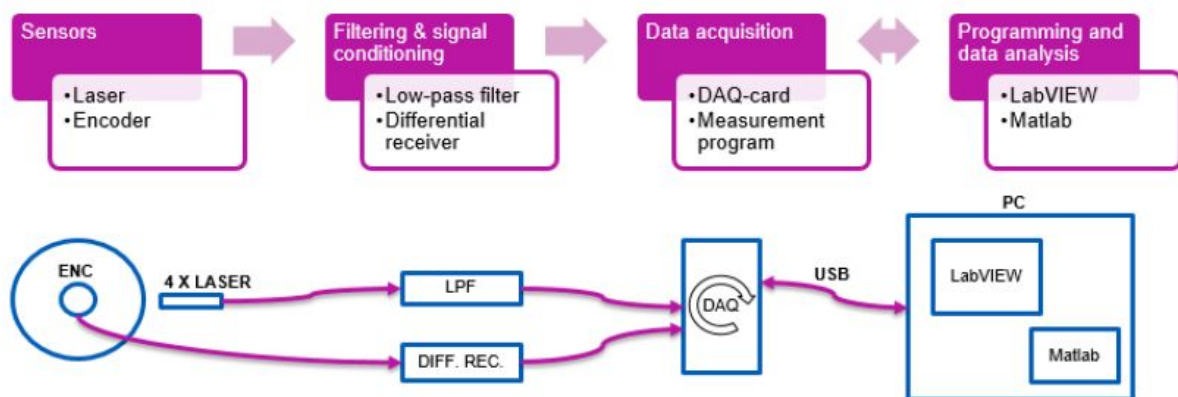 Sensors
•Laser
•Encoder
Filtering & signal
conditioning
•Low-pass filter
•Differential
receiver
Data acquisition
•DAQ-card
•Measurement
program
Programming and
data analysis
•LabVIEW
•Matlab
ENC
4 X LASER
LPF
DIFF. REC.
DAQ
USB
PC
LabVIEW
Matlab